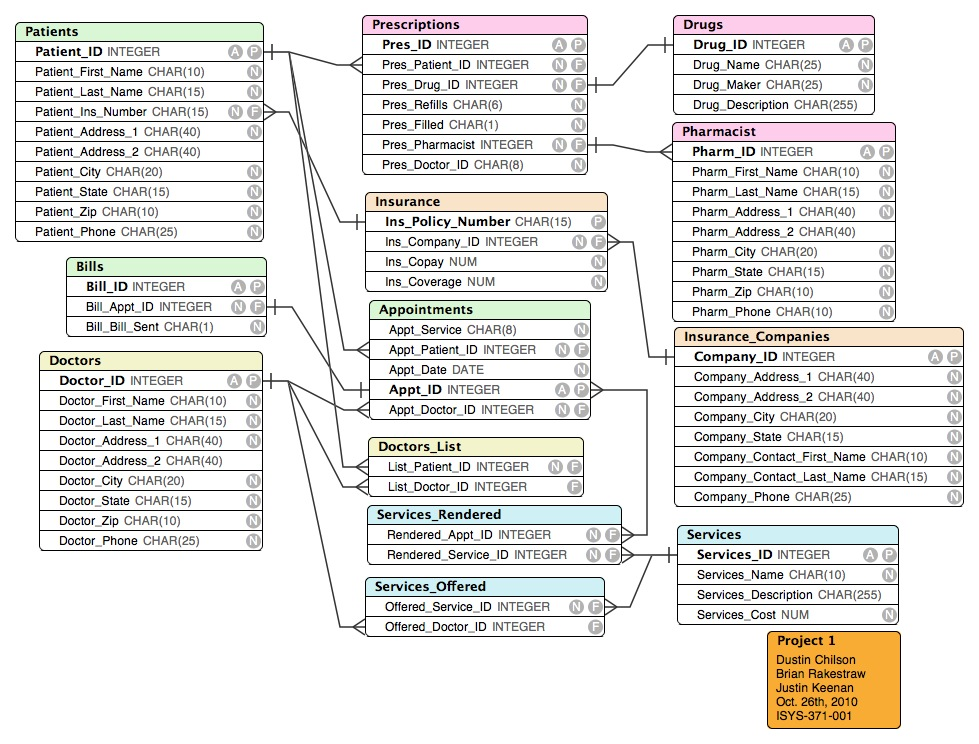 Patients
Patient_ID INTEGER A P
Patient_First_Name CHAR(10) N
Patient_Last_Name CHAR(15) N
Patient_Ins_Number CHAR(15) N F
Patient_Address_1 CHAR(40) N
Patient_Address_2 CHAR(40)
Patient_City CHAR(20) N
Patient_State CHAR(15) N
Patient_Zip CHAR(10) N
Patient_Phone CHAR(25) N
Bills
Bill_ID INTEGER A P
Bill_Appt_ID INTEGER N F
Bill_Bill_Sent CHAR(1) N
Doctors
Doctor_ID INTEGER A P
Doctor_First_Name CHAR(10) N
Doctor_Last_Name CHAR(15) N
Doctor_Address_1 CHAR(40) N
Doctor_Address_2 CHAR(40)
Doctor_City CHAR(20) N
Doctor_State CHAR(15) N
Doctor_Zip CHAR(10) N
Doctor_Phone CHAR(25) N
Prescriptions
Pres_ID INTEGER A P
Pres_Patient_ID INTEGER N F
Pres_Drug_ID INTEGER N F
Pres_Refills CHAR(6) N
Pres_Filled CHAR(1) N
Pres_Pharmacist INTEGER N F
Pres_Doctor_ID CHAR(8) N
Insurance
Ins_Policy_Number CHAR(15) P
Ins_Company_ID INTEGER N F
Ins_Copay NUM N
Ins_Coverage NUM N
Appointments
Appt_Service CHAR(8) N
Appt_Patient_ID INTEGER N F
Appt_Date DATE N
Appt_ID INTEGER A P
Appt_Doctor_ID INTEGER N F
Doctors_List
List_Patient_ID INTEGER N F
List_Doctor_ID INTEGER F
Services_Rendered
Rendered_Appt_ID INTEGER N F
Rendered_Service_ID INTEGER N F
Services_Offered
Offered_Service_ID INTEGER N F
Offered_Doctor_ID INTEGER F
Drugs
Drug_ID INTEGER A P
Drug_Name CHAR(25) N
Drug_Maker CHAR(25) N
Drug_Description CHAR(255)
Pharmacist
Pharm_ID INTEGER A P
Pharm_First_Name CHAR(10) N
Pharm_Last_Name CHAR(15) N
Pharm_Address_1 CHAR(40) N
Pharm_Address_2 CHAR(40)
Pharm_City CHAR(20) N
Pharm_State CHAR(15) N
Pharm_Zip CHAR(10) N
Pharm_Phone CHAR(10) N
Insurance_Companies
Company_ID INTEGER A P
Company_Address_1 CHAR(40) N
Company_Address_2 CHAR(40) N
Company_City CHAR(20) N
Company_State CHAR(15) N
Company_Contact_First_Name CHAR(10) N
Company_Contact_Last_Name CHAR(15) N
Company_Phone CHAR(25) N
Services
Services_ID INTEGER A P
Services_Name CHAR(10) N
Services_Description CHAR(255)
Services_Cost NUM N
Project 1
Dustin Chilson
Brian Rakestraw
Justin Keenan
Oct. 26th, 2010
ISYS-371-001